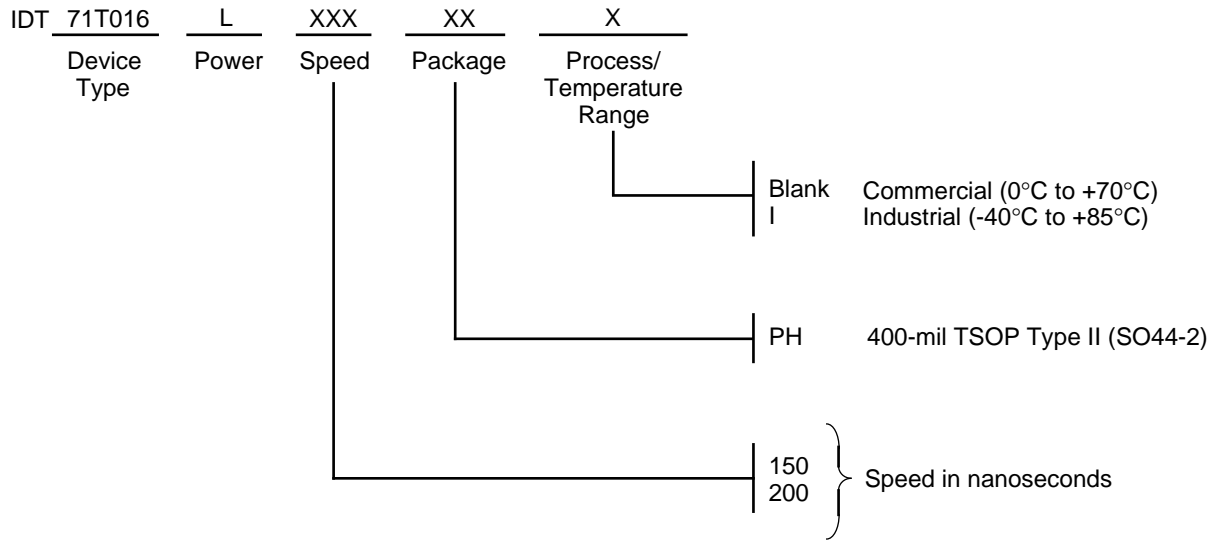 IDT 71T016 L XXX XX X
Device Type
Power
Speed
Package
Process/
Temperature
Range
Blank Commercial (0°C to +70°C)
I Industrial (-40°C to +85°C)
PH 400-mil TSOP Type II (SO44-2)
150
200
Speed in nanoseconds